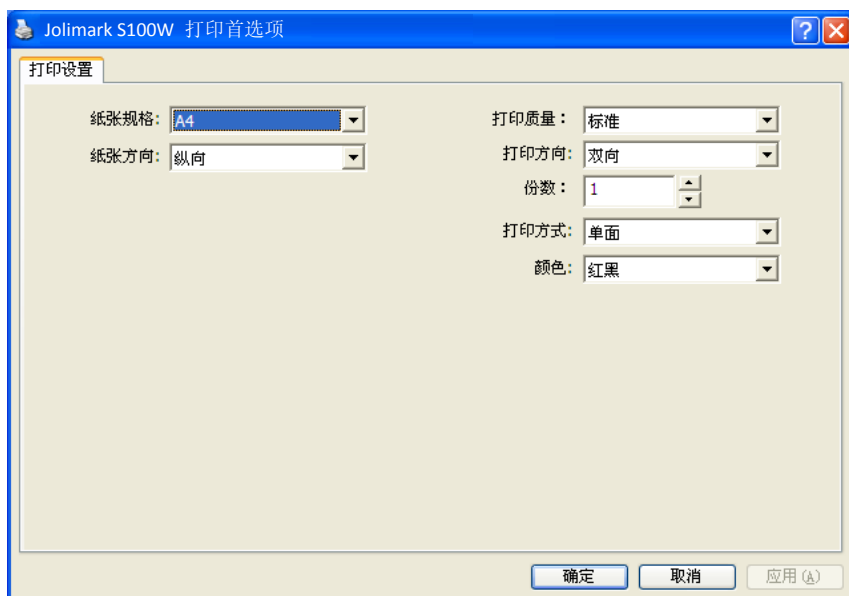 Jolimark S100W 打印首选项
打印设置
纸张规格: A4
纸张方向: 纵向
打印质量： 标准
打印方向: 双向
份数： 1
打印方式: 单面
颜色: 红黑
确定 取消 应用(A)